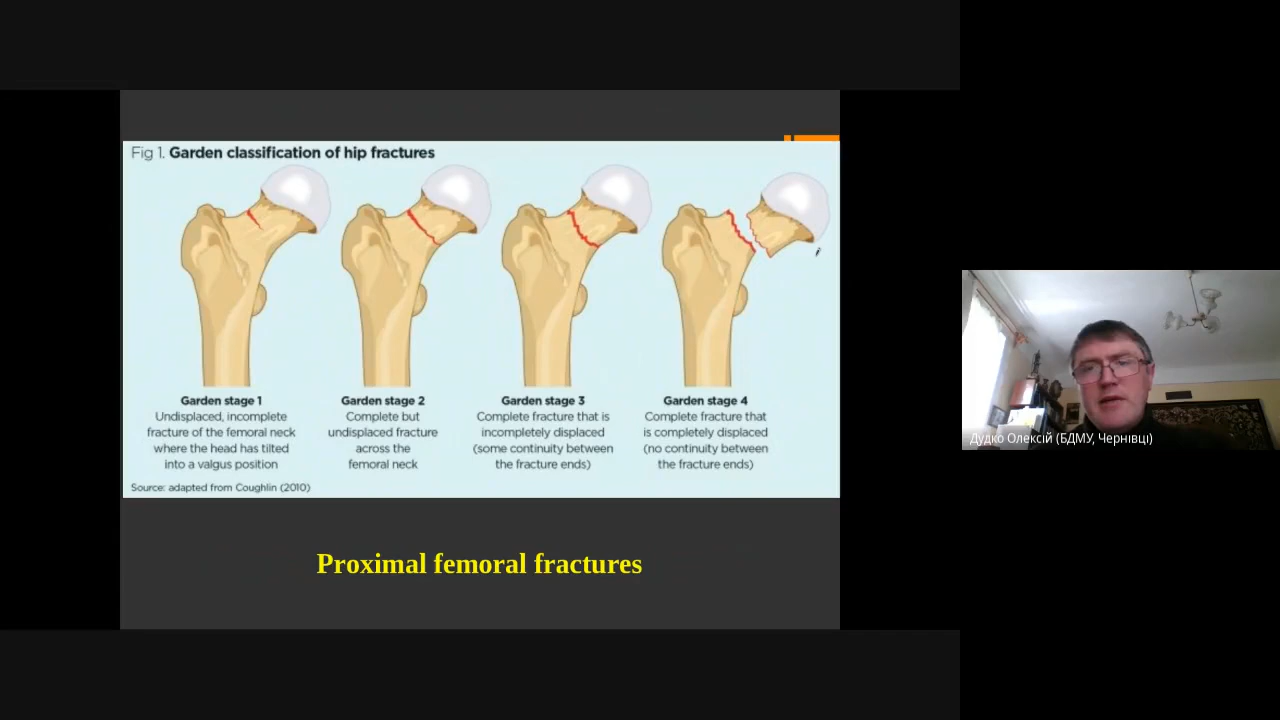 Fig 1. Garden classification of hip fractures
Garden stage 1
Undisplaced, incomplete
fracture of the femoral neck
where the head has tilted
into a valgus position
Garden stage 2
Complete but
undisplaced fracture
across the
femoral neck
Garden stage 3
Complete fracture that is
incompletely displaced
(some continuity between
the fracture ends)
Garden stage 4
Complete fracture that
is completely displaced
(no continuity between
the fracture ends)
Source: adapted from Coughlin (2010)
Proximal femoral fractures
Дудко Олексій (БДМУ, Чернівці)